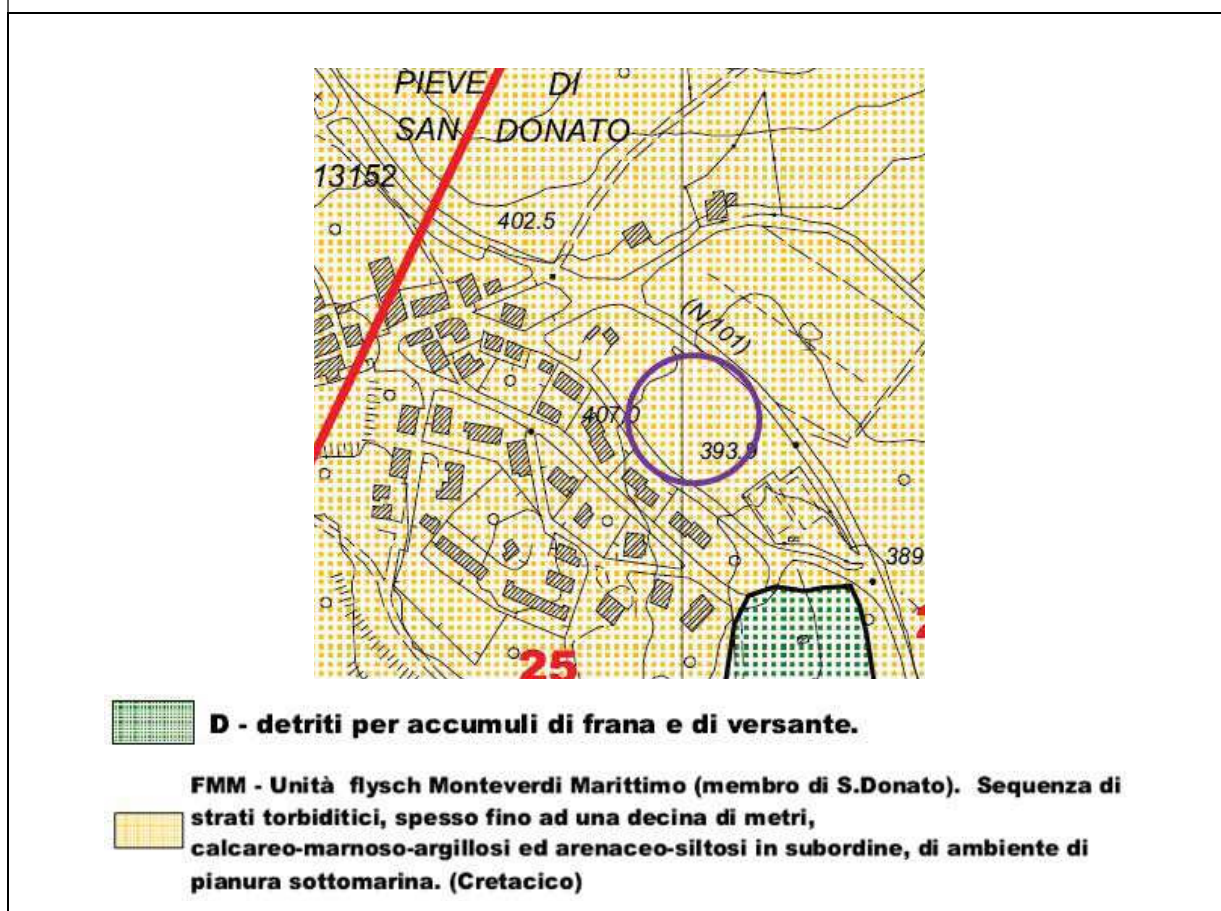 PIEVE DI
SAN DONATO
13152
402.5
(N 101)
407.0
393.9
389
25
D - detriti per accumuli di frana e di versante.
FMM - Unità flysch Monteverdi Marittimo (membro di S.Donato). Sequenza di
strati torbiditici, spesso fino ad una decina di metri,
calcareo-marnoso-argillosi ed arenaceo-siltosi in subordine, di ambiente di
pianura sottomarina. (Cretacico)